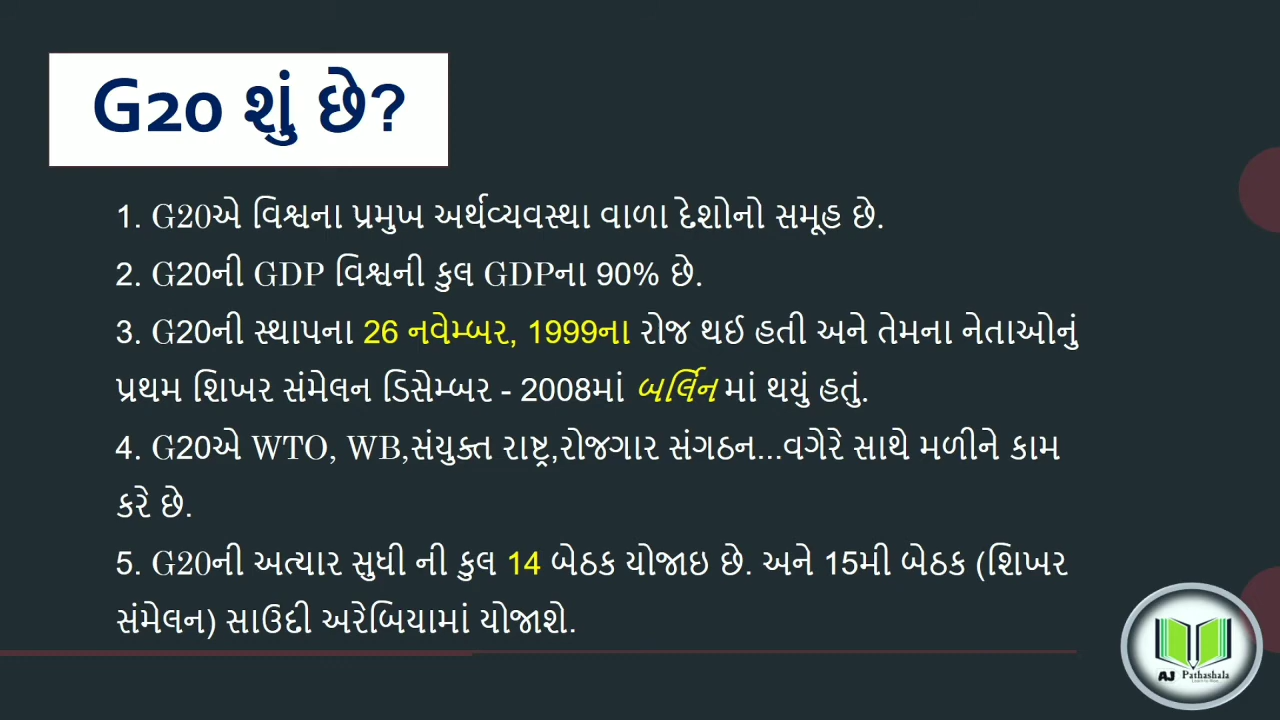 G20 શું છે?
1. G20એ વિશ્વના પ્રમુખ અર્થવ્યવસ્થા વાળા દેશોનો સમૂહ છે.
2. G20ની GDP વિશ્વની કુલ GDPના 90% છે.
3. G20ની સ્થાપના 26 નવેમ્બર, 1999ના રોજ થઈ હતી અને તેમના નેતાઓનું
પ્રથમ શિખર સંમેલન ડિસેમ્બર - 2008માં બર્લિન માં થયું હતું.
4. G20એ WTO, WB,સંયુક્ત રાષ્ટ્ર,રોજગાર સંગઠન...વગેરે સાથે મળીને કામ
કરે છે.
5. G20ની અત્યાર સુધી ની કુલ 14 બેઠક યોજાઇ છે. અને 15મી બેઠક (શિખર
સંમેલન) સાઉદી અરેબિયામાં યોજાશે.
AJ Pathashala